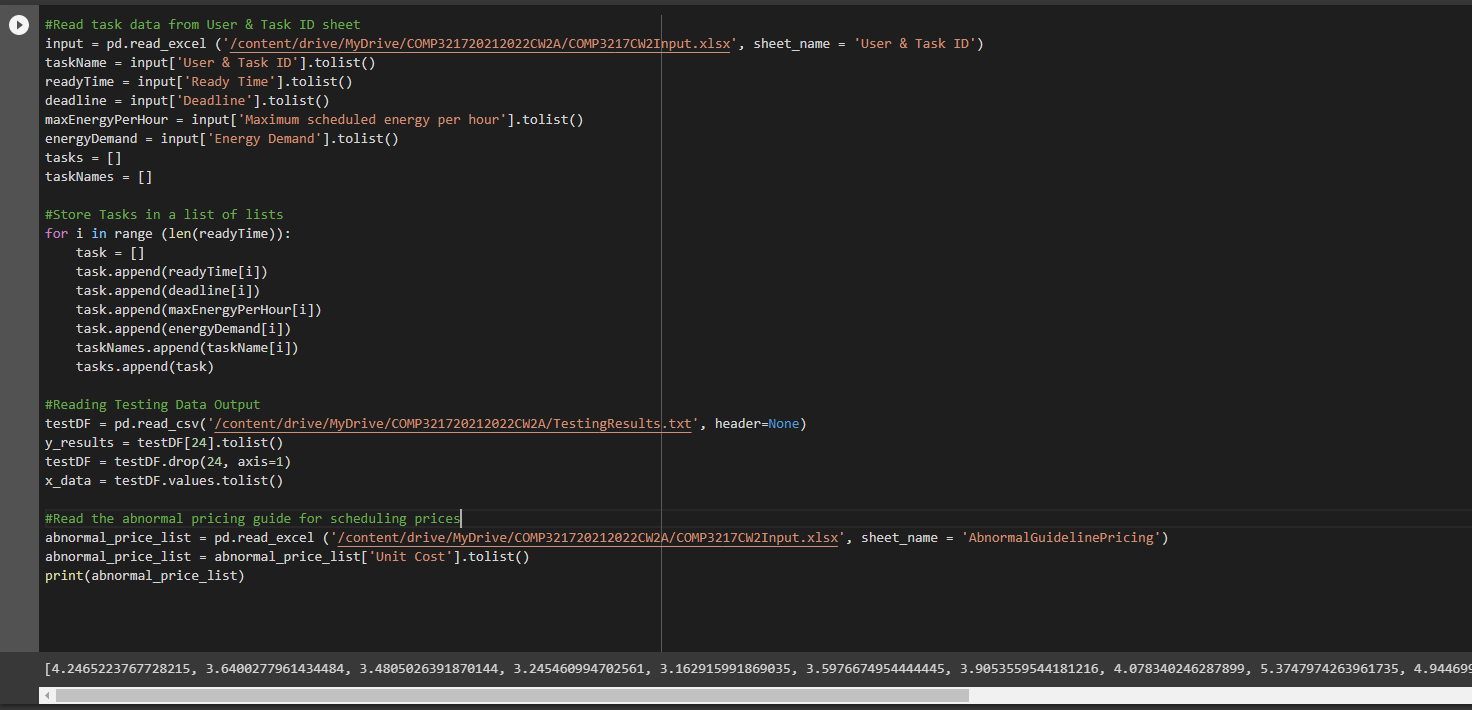 #Read task data from User & Task ID sheet
input = pd.read_excel ('/content/drive/MyDrive/COMP321720212022CW2A/COMP3217CW2Input.xlsx', sheet_name = 'User & Task ID')
taskName = input['User & Task ID'].tolist()
readyTime = input['Ready Time'].tolist()
deadline = input['Deadline'].tolist()
maxEnergyPerHour = input['Maximum scheduled energy per hour'].tolist()
energyDemand = input['Energy Demand'].tolist()
tasks = []
taskNames = []

#Store Tasks in a list of lists
for i in range (len(readyTime)):
    task = []
    task.append(readyTime[i])
    task.append(deadline[i])
    task.append(maxEnergyPerHour[i])
    task.append(energyDemand[i])
    taskNames.append(taskName[i])
    tasks.append(task)

#Reading Testing Data Output
testDF = pd.read_csv('/content/drive/MyDrive/COMP321720212022CW2A/TestingResults.txt', header=None)
y_results = testDF[24].tolist()
testDF = testDF.drop(24, axis=1)
x_data = testDF.values.tolist()

#Read the abnormal pricing guide for scheduling prices
abnormal_price_list = pd.read_excel ('/content/drive/MyDrive/COMP321720212022CW2A/COMP3217CW2Input.xlsx', sheet_name = 'AbnormalGuidelinePricing')
abnormal_price_list = abnormal_price_list['Unit Cost'].tolist()
print(abnormal_price_list)

[4.2465223767728215, 3.6400277961434484, 3.4805026391870144, 3.245460994702561, 3.162915991869035, 3.5976674954444445, 3.9053559544181216, 4.078340246287899, 5.3747974263961735, 4.944699